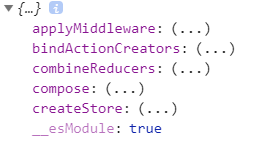 ▼{…} i
applyMiddleware: (...)
bindActionCreators: (...)
combineReducers: (...)
compose: (...)
createStore: (...)
__esModule: true